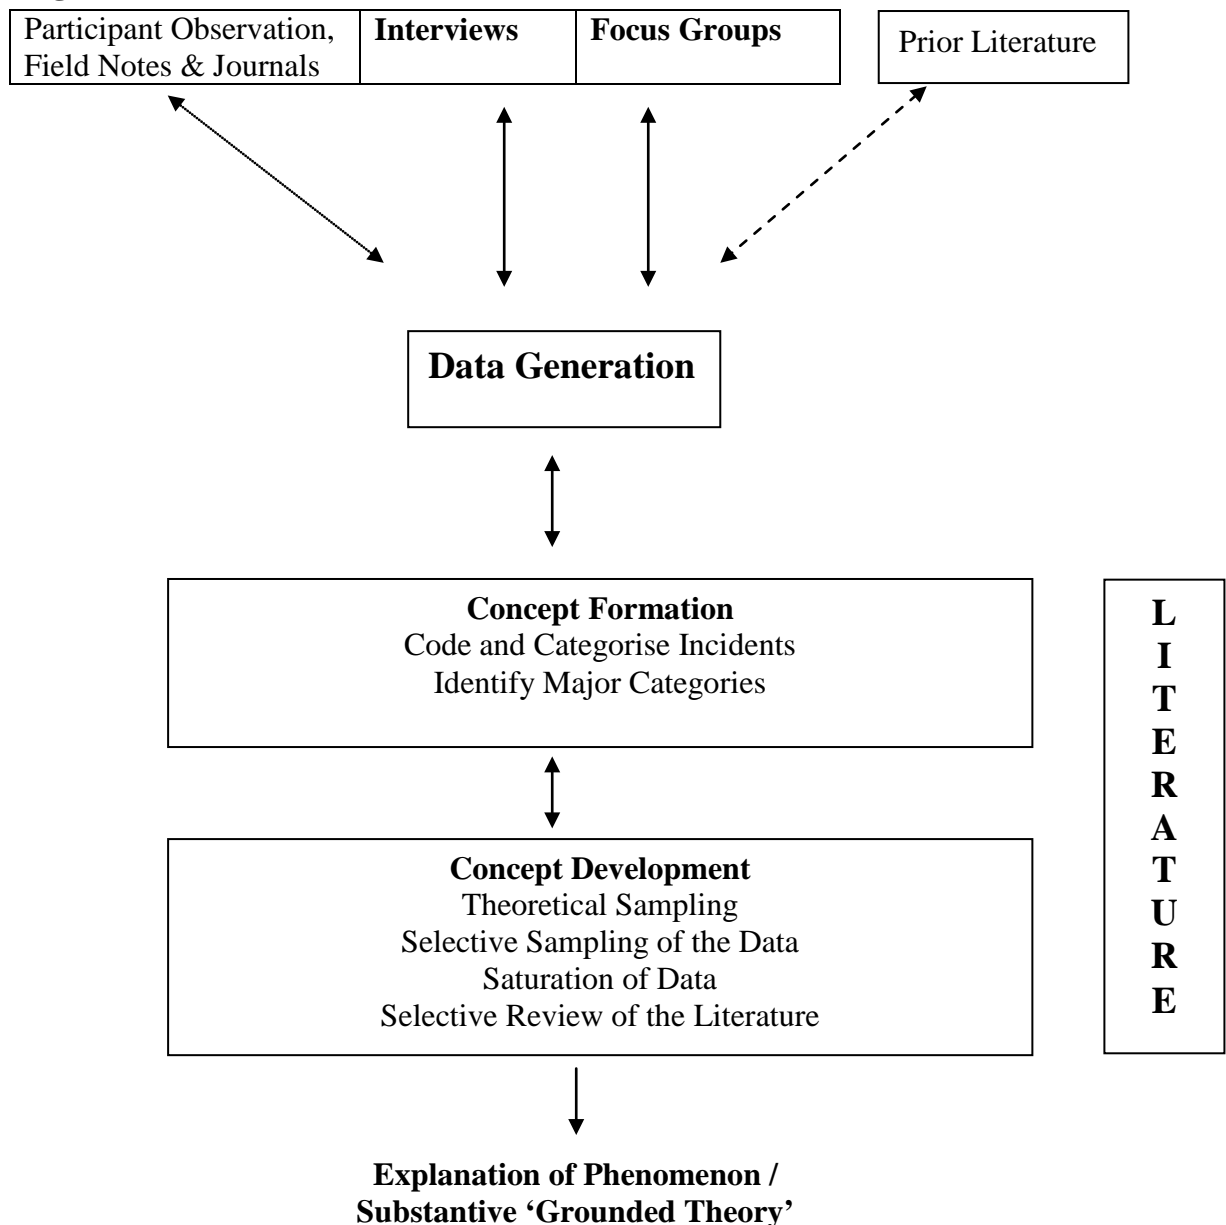 Participant Observation,
Field Notes & Journals
Interviews
Focus Groups
Prior Literature
Data Generation
Concept Formation
Code and Categorise Incidents
Identify Major Categories
Concept Development
Theoretical Sampling
Selective Sampling of the Data
Saturation of Data
Selective Review of the Literature
L
I
T
E
R
A
T
U
R
E
Explanation of Phenomenon /
Substantive ‘Grounded Theory’